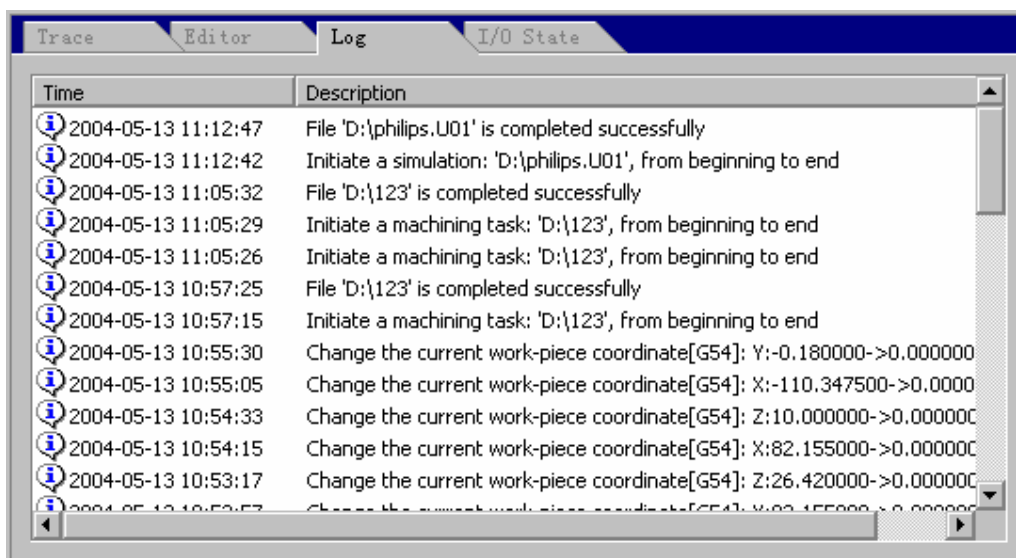 Trace Editor Log I/O State
Time Description
2004-05-13 11:12:47 File 'D:\philips.U01' is completed successfully
2004-05-13 11:12:42 Initiate a simulation: 'D:\philips.U01', from beginning to end
2004-05-13 11:05:32 File 'D:\123' is completed successfully
2004-05-13 11:05:29 Initiate a machining task: 'D:\123', from beginning to end
2004-05-13 11:05:26 Initiate a machining task: 'D:\123', from beginning to end
2004-05-13 10:57:25 File 'D:\123' is completed successfully
2004-05-13 10:57:15 Initiate a machining task: 'D:\123', from beginning to end
2004-05-13 10:55:30 Change the current work-piece coordinate[G54]: Y:-0.180000->0.000000
2004-05-13 10:55:05 Change the current work-piece coordinate[G54]: X:-110.347500->0.0000
2004-05-13 10:54:33 Change the current work-piece coordinate[G54]: Z:10.000000->0.000000
2004-05-13 10:54:15 Change the current work-piece coordinate[G54]: X:82.155000->0.000000
2004-05-13 10:53:17 Change the current work-piece coordinate[G54]: Z:26.420000->0.000000
Change the current work-piece coordinate[G54]: